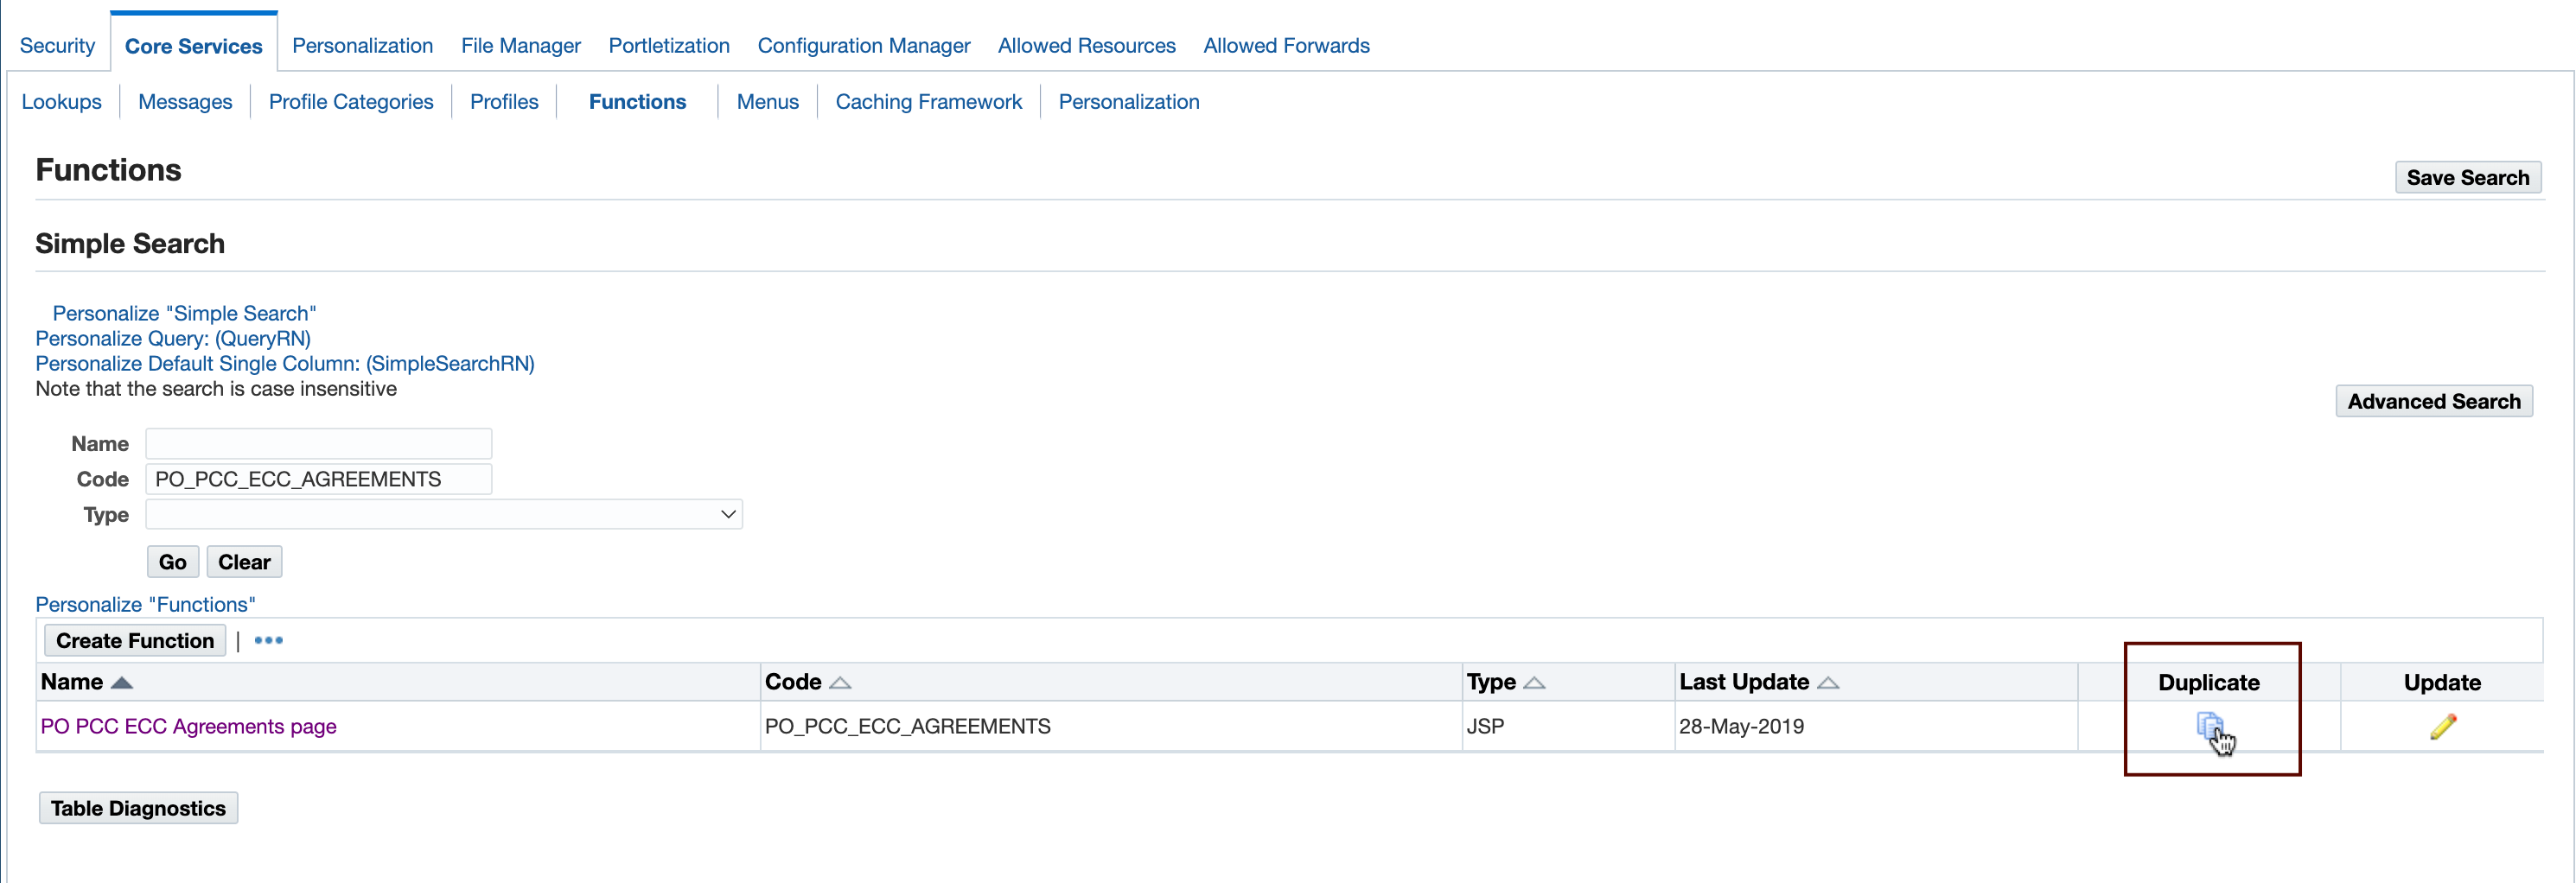 Security Core Services Personalization File Manager Portletization Configuration Manager Allowed Resources Allowed Forwards
Lookups Messages Profile Categories Profiles Functions Menus Caching Framework Personalization
Functions
Save Search
Simple Search
Personalize "Simple Search"
Personalize Query: (QueryRN)
Personalize Default Single Column: (SimpleSearchRN)
Note that the search is case insensitive
Advanced Search
Name
Code PO_PCC_ECC_AGREEMENTS
Type
Go Clear
Personalize "Functions"
Create Function | •••
Name Code Type Last Update Duplicate Update
PO PCC ECC Agreements page PO_PCC_ECC_AGREEMENTS JSP 28-May-2019
Table Diagnostics